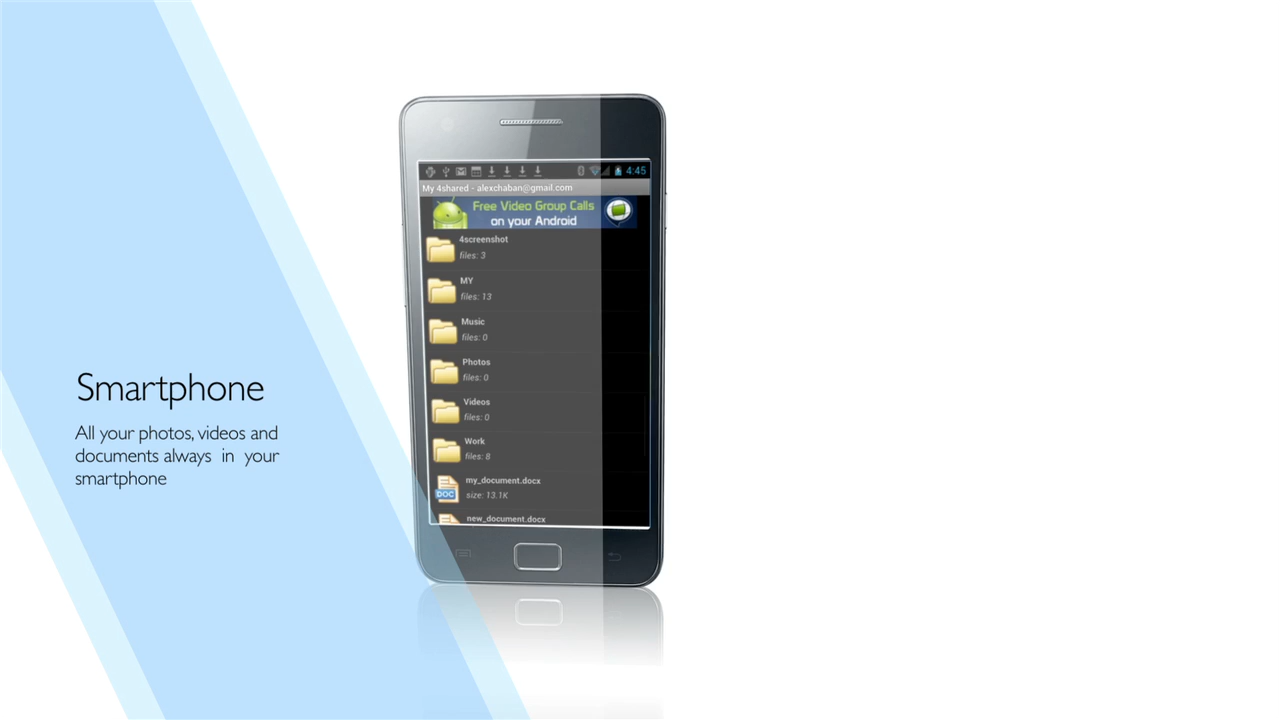 4:45
My 4shared - alexchaban@gmail.com
Free Video Group Calls
on your Android
4screenshot
files: 3
MY
files: 13
Music
files: 0
Photos
files: 0
Videos
files: 0
Work
files: 8
my_document.docx
DOC
size: 13.1K
new_document.docx
Smartphone
All your photos, videos and
documents always in your
smartphone